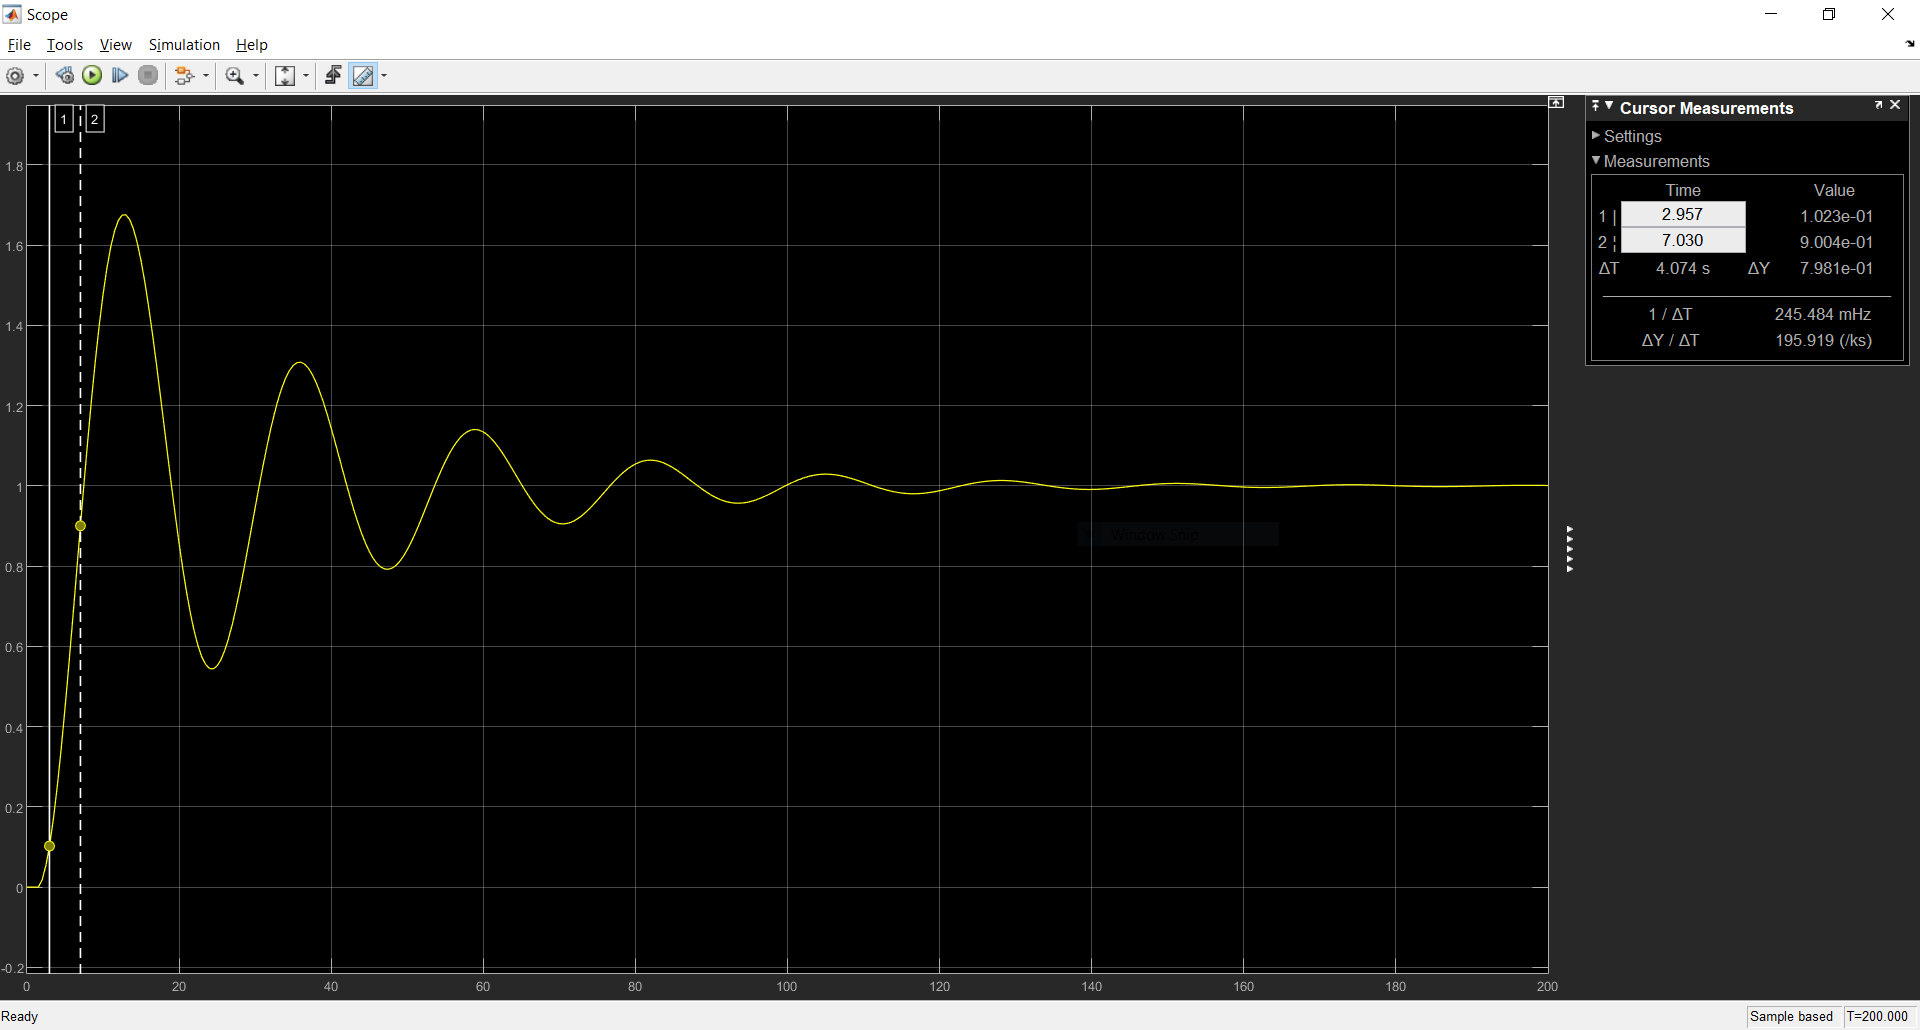 Scope
File Tools View Simulation Help
1 2
Cursor Measurements
Settings
Measurements
Time Value
1 | 2.957 1.023e-01
2 ¦ 7.030 9.004e-01
ΔT 4.074 s ΔY 7.981e-01
1 / ΔT 245.484 mHz
ΔY / ΔT 195.919 (/ks)
1.8
1.6
1.4
1.2
1
0.8
Window Snip
0.6
0.4
0.2
0
-0.2
0 20 40 60 80 100 120 140 160 180 200
Ready Sample based T=200.000